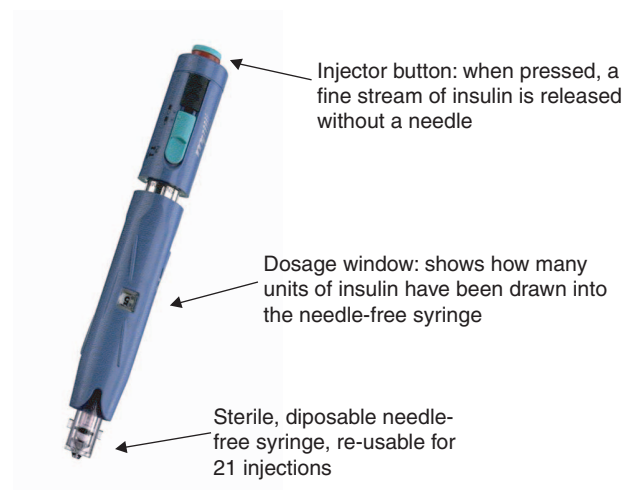 Injector button: when pressed, a
fine stream of insulin is released
without a needle
Dosage window: shows how many
units of insulin have been drawn into
the needle-free syringe
Sterile, diposable needle-
free syringe, re-usable for
21 injections